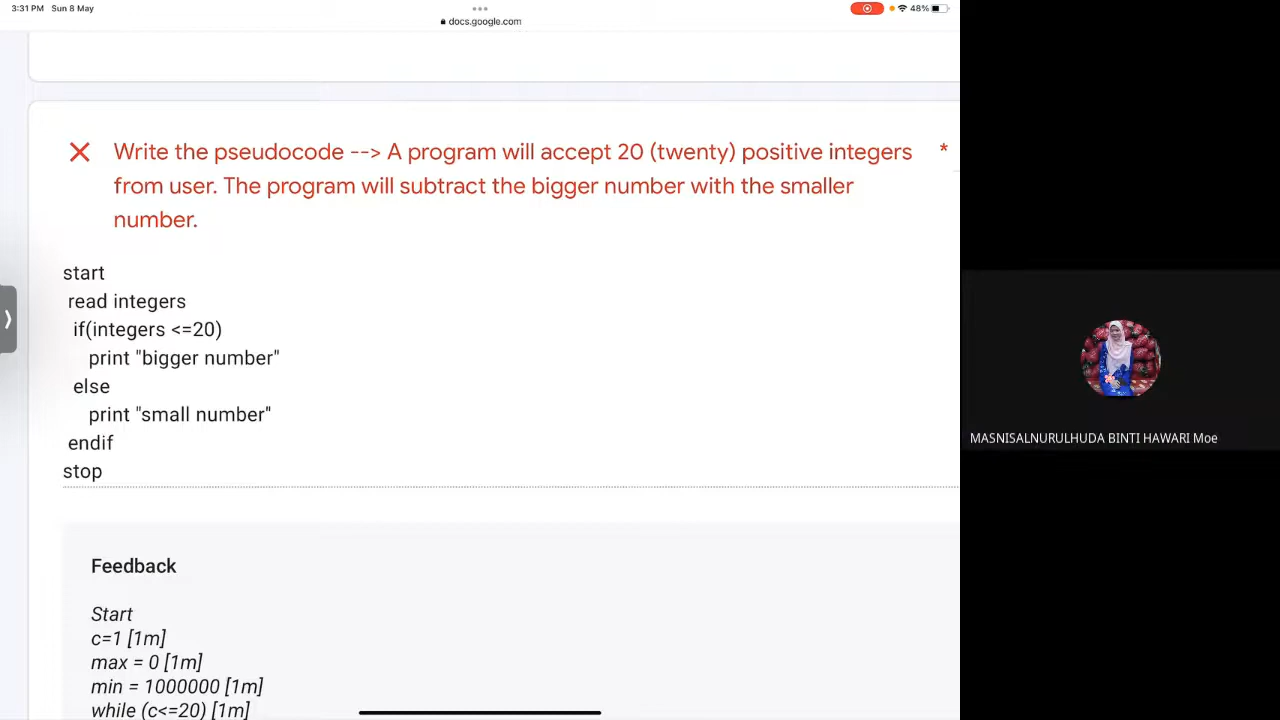 3:31 PM Sun 8 May
48%
docs.google.com
Write the pseudocode --> A program will accept 20 (twenty) positive integers *
from user. The program will subtract the bigger number with the smaller
number.
start
read integers
if(integers <=20)
print "bigger number"
else
print "small number"
endif
stop
Feedback
Start
c=1 [1m]
max = 0 [1m]
min = 1000000 [1m]
while (c<=20) [1m]
MASNISALNURULHUDA BINTI HAWARI Moe